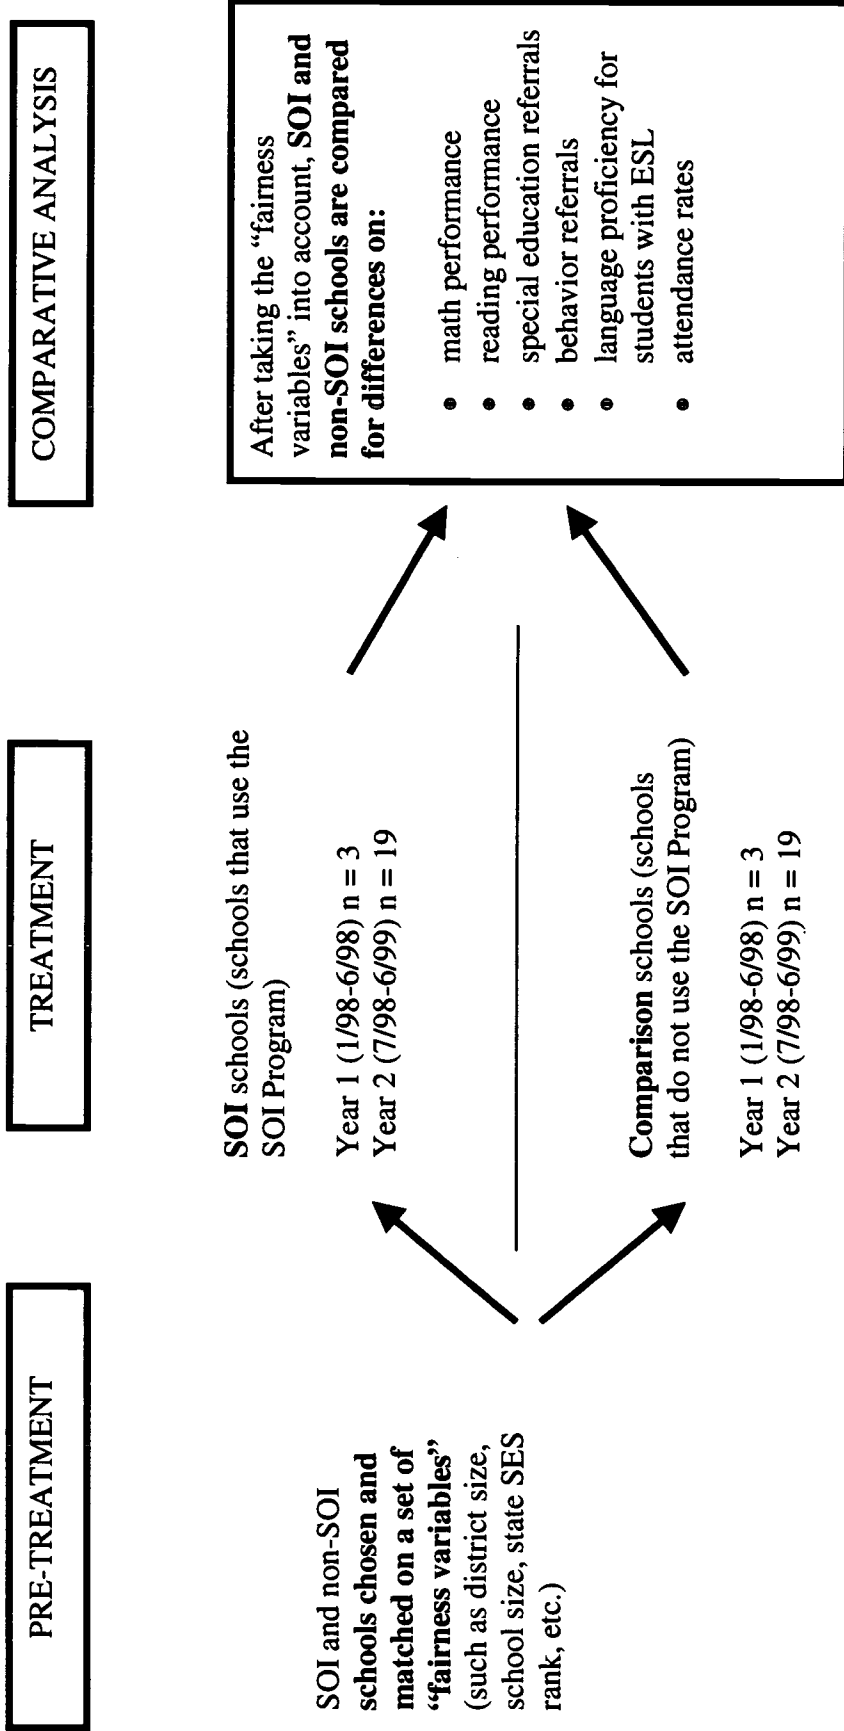 PRE-TREATMENT
TREATMENT
COMPARATIVE ANALYSIS
SOI and non-SOI
schools chosen and
matched on a set of
“fairness variables”
(such as district size,
school size, state SES
rank, etc.)
SOI schools (schools that use the
SOI Program)
Year 1 (1/98-6/98) n = 3
Year 2 (7/98-6/99) n = 19
Comparison schools (schools
that do not use the SOI Program)
Year 1 (1/98-6/98) n = 3
Year 2 (7/98-6/99) n = 19
After taking the “fairness
variables” into account, SOI and
non-SOI schools are compared
for differences on:
• math performance
• reading performance
• special education referrals
• behavior referrals
• language proficiency for
students with ESL
• attendance rates